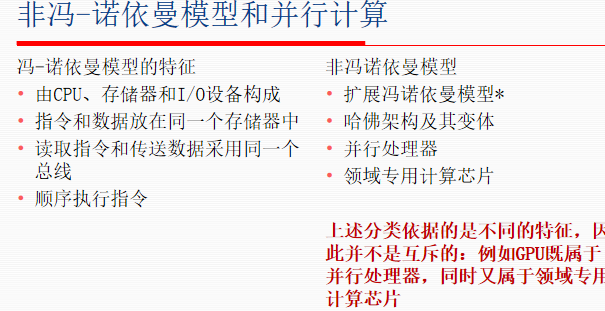 非冯-诺依曼模型和并行计算
冯-诺依曼模型的特征
• 由CPU、存储器和I/O设备构成
• 指令和数据放在同一个存储器中
• 读取指令和传送数据采用同一个
总线
• 顺序执行指令
非冯诺依曼模型
• 扩展冯诺依曼模型*
• 哈佛架构及其变体
• 并行处理器
• 领域专用计算芯片
上述分类依据的是不同的特征，因
此并不是互斥的：例如GPU既属于
并行处理器，同时又属于领域专用
计算芯片